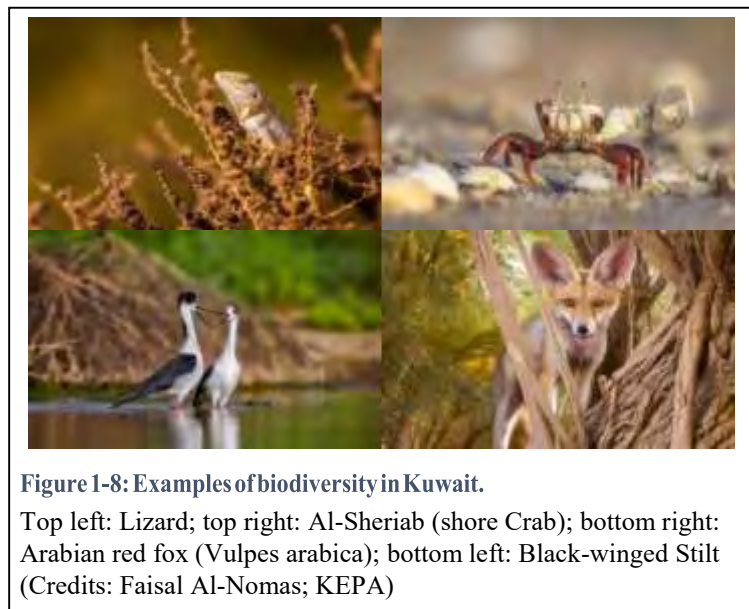 Figure 1-8: Examples of biodiversity in Kuwait.
Top left: Lizard; top right: Al-Sheriab (shore Crab); bottom right:
Arabian red fox (Vulpes arabica); bottom left: Black-winged Stilt
(Credits: Faisal Al-Nomas; KEPA)